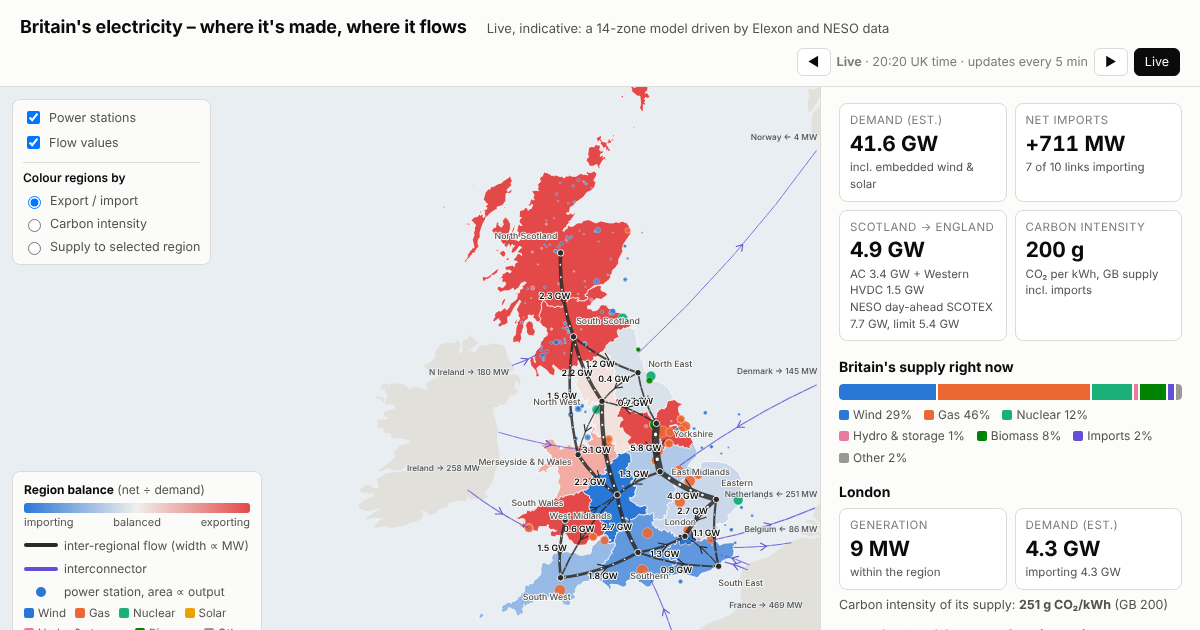 Britain's electricity – where it's made, where it flows
Live, indicative: a 14-zone model driven by Elexon and NESO data
◀ Live · 20:20 UK time · updates every 5 min ▶ Live
Power stations
Flow values
Colour regions by
Export / import
Carbon intensity
Supply to selected region
Region balance (net ÷ demand)
importing balanced exporting
inter-regional flow (width ∝ MW)
interconnector
power station, area ∝ output
Wind Gas Nuclear Solar
Norway ← 4 MW
North Scotland
2.3 GW
South Scotland
1.2 GW
North East
N Ireland → 180 MW
2.2 GW
0.4 GW
Denmark → 145 MW
1.5 GW
North West
Yorkshire
3.1 GW
5.8 GW
Merseyside & N Wales
Ireland → 258 MW
1.3 GW
East Midlands
2.2 GW
Eastern
4.0 GW
Netherlands ← 251 MW
South Wales
2.7 GW
West Midlands
London
0.6 GW
2.7 GW
Belgium ← 86 MW
1.1 GW
1.5 GW
1.3 GW
0.8 GW
1.8 GW
Southern
South East
South West
France → 469 MW
DEMAND (EST.)
41.6 GW
incl. embedded wind &
solar
NET IMPORTS
+711 MW
7 of 10 links importing
SCOTLAND → ENGLAND
4.9 GW
AC 3.4 GW + Western
HVDC 1.5 GW
NESO day-ahead SCOTEX
7.7 GW, limit 5.4 GW
CARBON INTENSITY
200 g
CO₂ per kWh, GB supply
incl. imports
Britain's supply right now
Wind 29% Gas 46% Nuclear 12%
Hydro & storage 1% Biomass 8% Imports 2%
Other 2%
London
GENERATION
9 MW
within the region
DEMAND (EST.)
4.3 GW
importing 4.3 GW
Carbon intensity of its supply: 251 g CO₂/kWh (GB 200)